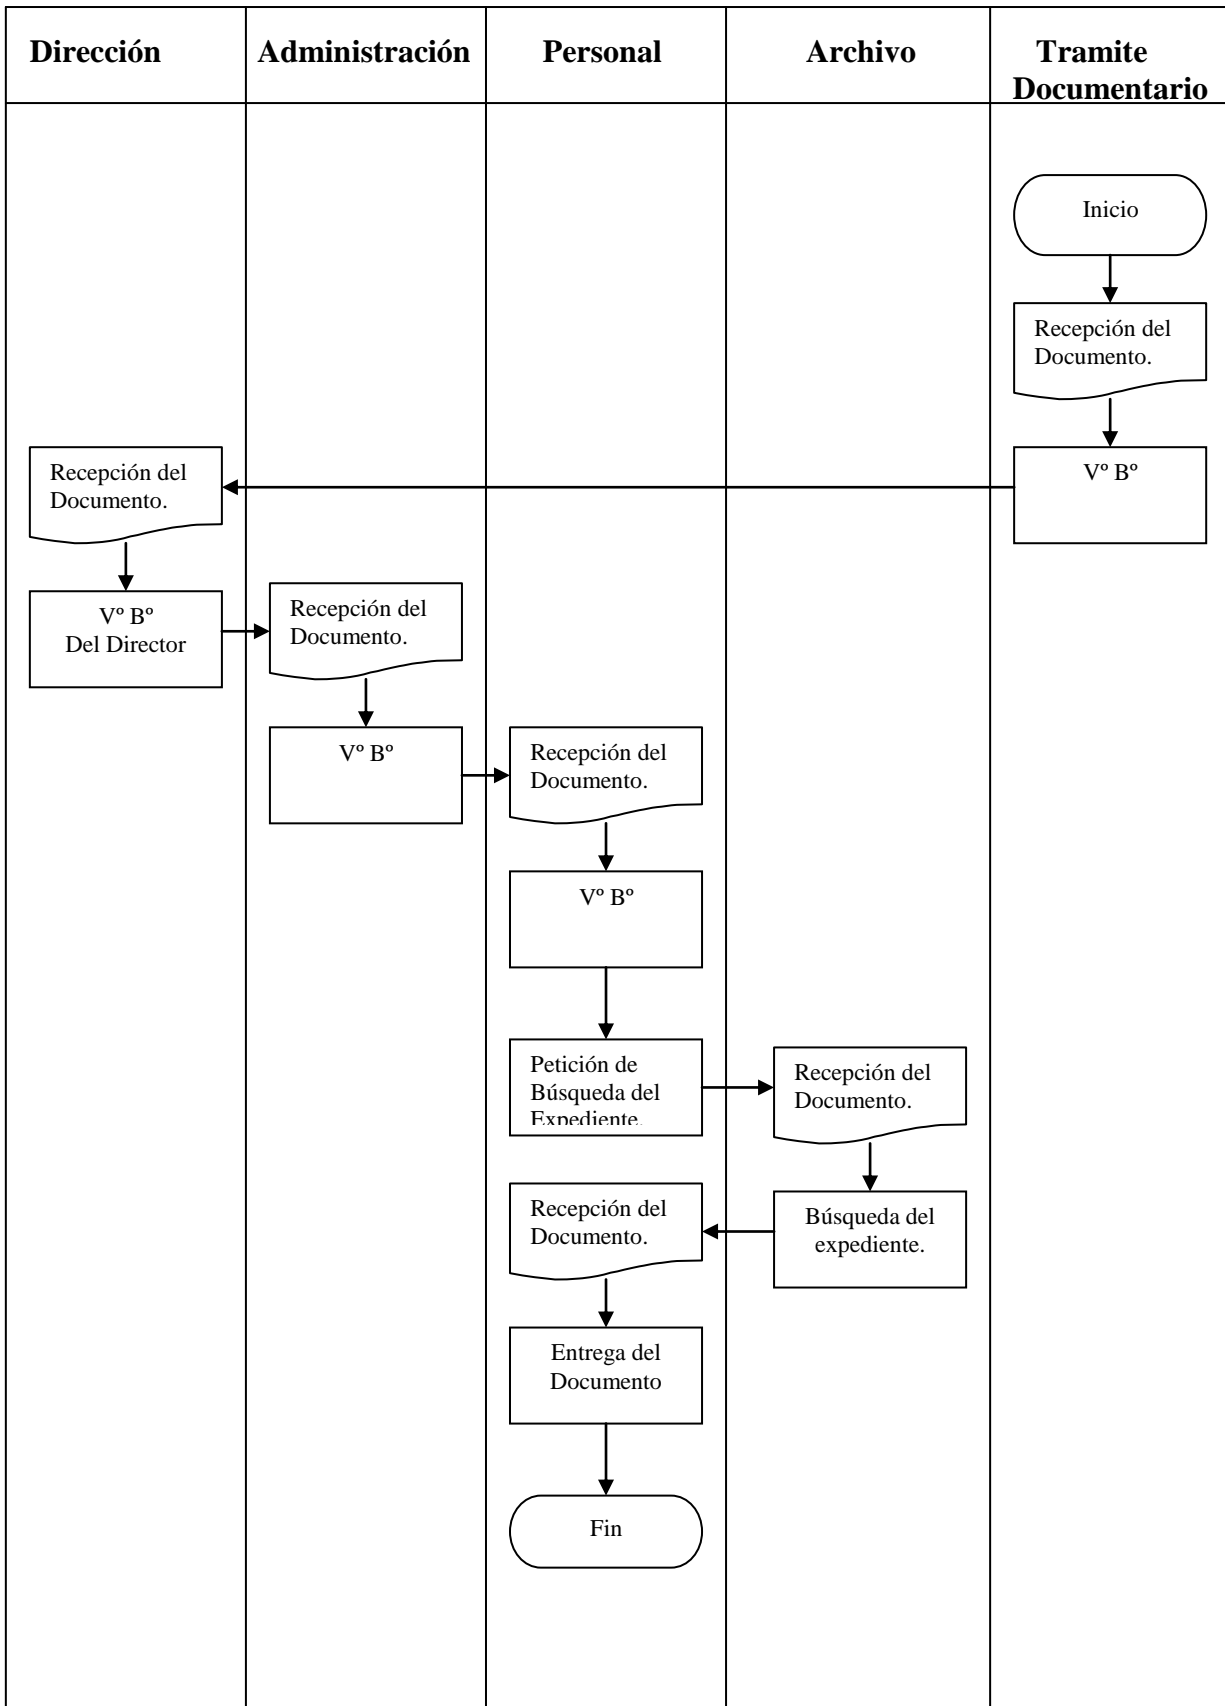 Dirección
Administración
Personal
Archivo
Tramite
Documentario
Inicio
Recepción del
Documento.
Vº Bº
Recepción del
Documento.
Vº Bº
Del Director
Recepción del
Documento.
Vº Bº
Recepción del
Documento.
Vº Bº
Petición de
Búsqueda del
Expediente.
Recepción del
Documento.
Búsqueda del
expediente.
Recepción del
Documento.
Entrega del
Documento
Fin